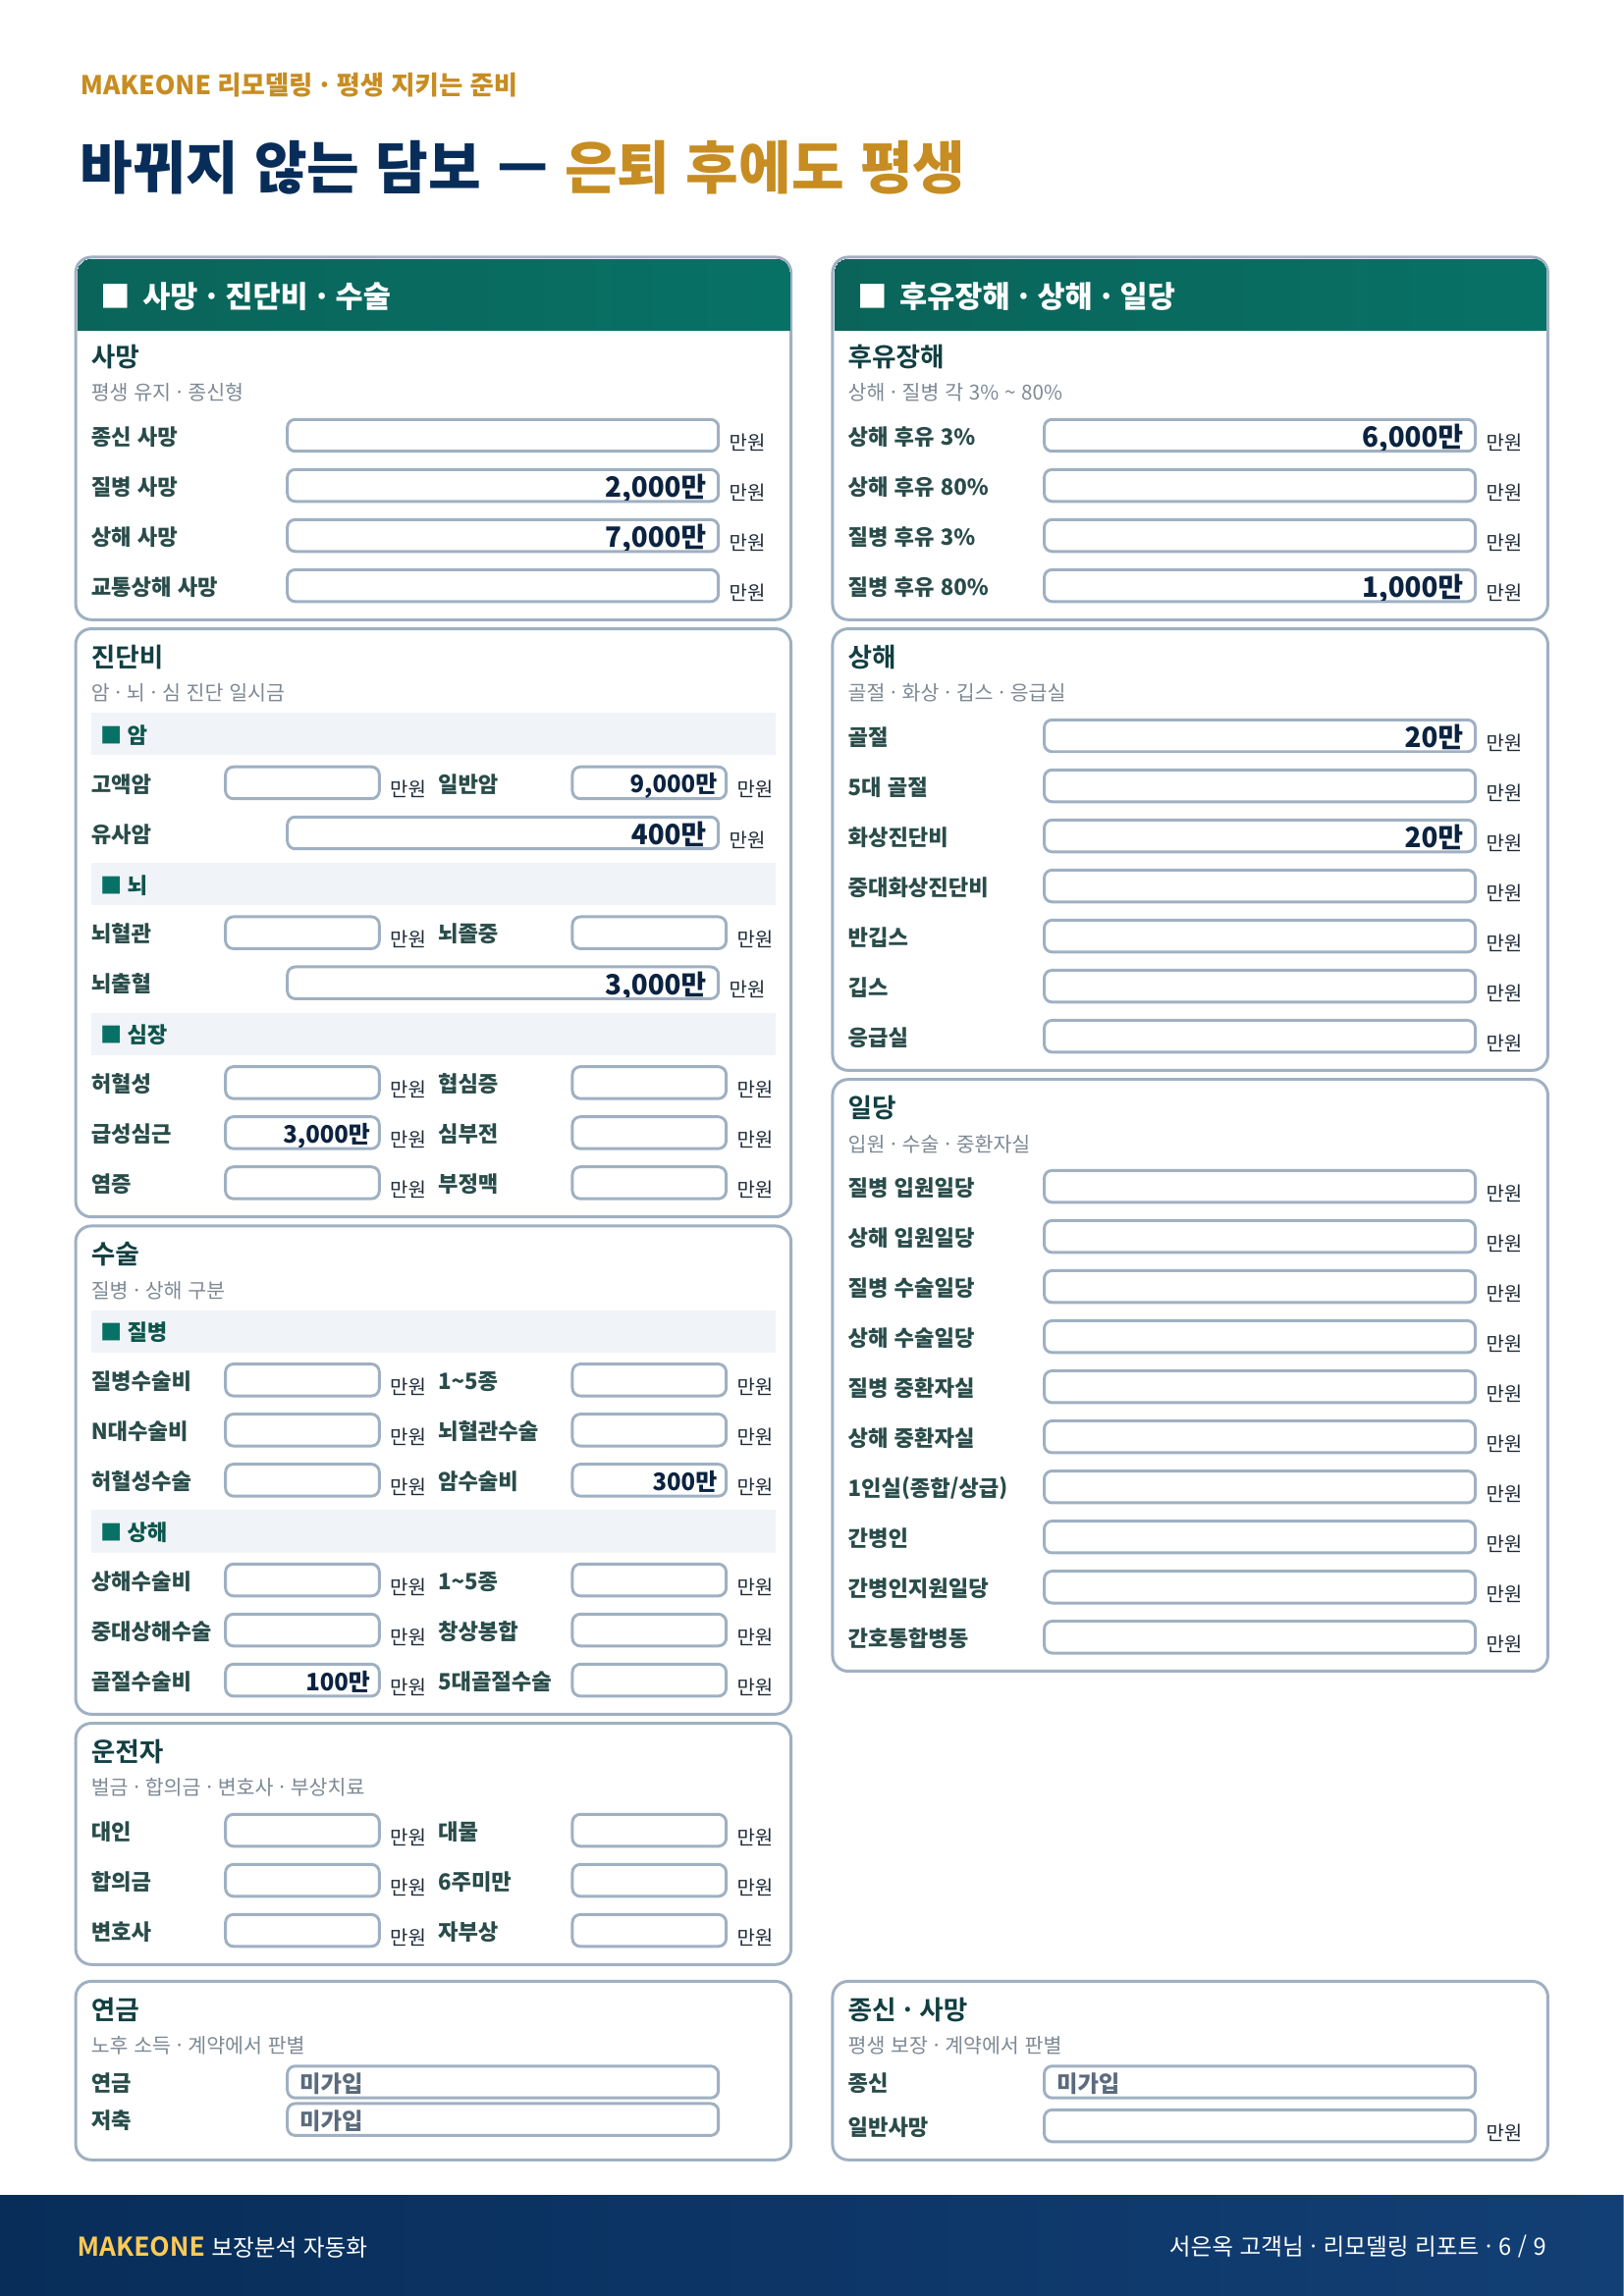 MAKEONE 리모델링 · 평생 지키는 준비
바뀌지 않는 담보 — 은퇴 후에도 평생
■ 사망 · 진단비 · 수술
사망
평생 유지 · 종신형
종신 사망 만원
질병 사망 2,000만 만원
상해 사망 7,000만 만원
교통상해 사망 만원
진단비
암 · 뇌 · 심 진단 일시금
■ 암
고액암 만원 일반암 9,000만 만원
유사암 400만 만원
■ 뇌
뇌혈관 만원 뇌졸중 만원
뇌출혈 3,000만 만원
■ 심장
허혈성 만원 협심증 만원
급성심근 3,000만 만원 심부전 만원
염증 만원 부정맥 만원
수술
질병 · 상해 구분
■ 질병
질병수술비 만원 1~5종 만원
N대수술비 만원 뇌혈관수술 만원
허혈성수술 만원 암수술비 300만 만원
■ 상해
상해수술비 만원 1~5종 만원
중대상해수술 만원 창상봉합 만원
골절수술비 100만 만원 5대골절수술 만원
운전자
벌금 · 합의금 · 변호사 · 부상치료
대인 만원 대물 만원
합의금 만원 6주미만 만원
변호사 만원 자부상 만원
연금
노후 소득 · 계약에서 판별
연금 미가입
저축 미가입
■ 후유장해 · 상해 · 일당
후유장해
상해 · 질병 각 3% ~ 80%
상해 후유 3% 6,000만 만원
상해 후유 80% 만원
질병 후유 3% 만원
질병 후유 80% 1,000만 만원
상해
골절 · 화상 · 깁스 · 응급실
골절 20만 만원
5대 골절 만원
화상진단비 20만 만원
중대화상진단비 만원
반깁스 만원
깁스 만원
응급실 만원
일당
입원 · 수술 · 중환자실
질병 입원일당 만원
상해 입원일당 만원
질병 수술일당 만원
상해 수술일당 만원
질병 중환자실 만원
상해 중환자실 만원
1인실(종합/상급) 만원
간병인 만원
간병인지원일당 만원
간호통합병동 만원
종신 · 사망
평생 보장 · 계약에서 판별
종신 미가입
일반사망 만원
MAKEONE 보장분석 자동화
서은옥 고객님 · 리모델링 리포트 · 6 / 9